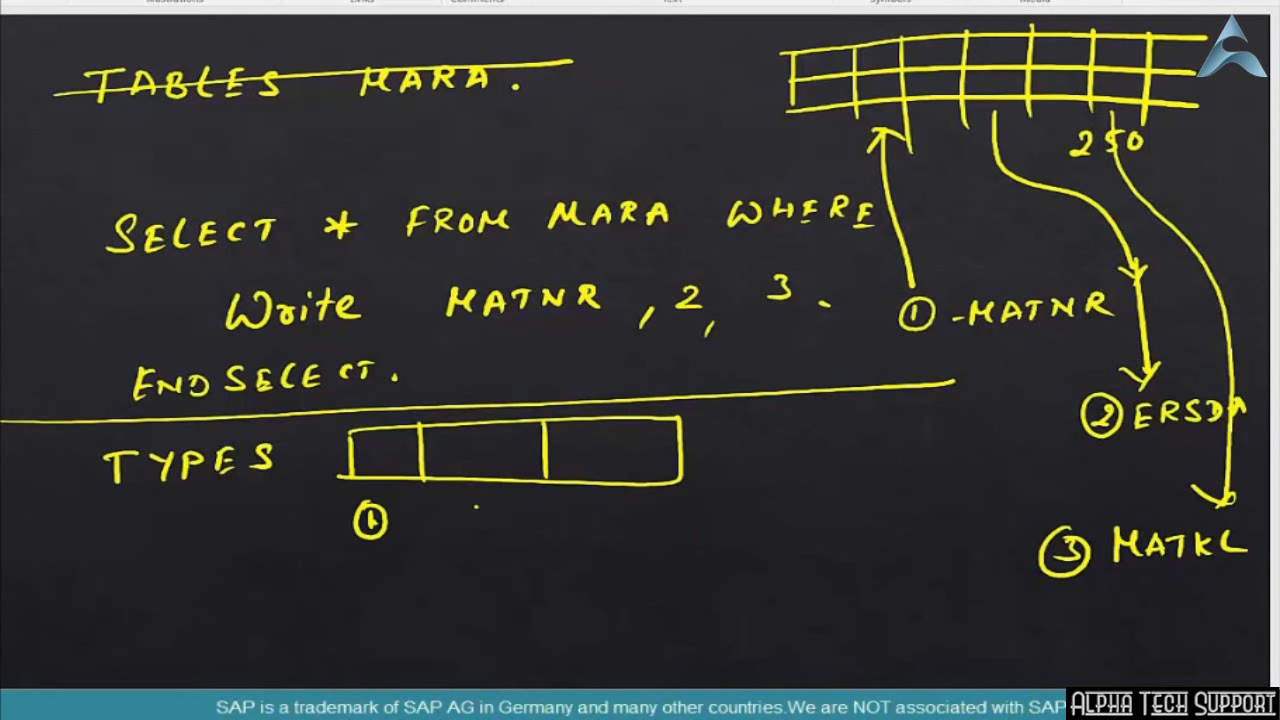 TABLES MARA.
250
SELECT * FROM MARA WHERE
Write MATNR, 2, 3.
① -MATNR
ENDSELECT.
② ERSDA
TYPES
①
③ MATKL
SAP is a trademark of SAP AG in Germany and many other countries.We are NOT associated with SAP
ALPHA TECH SUPPORT